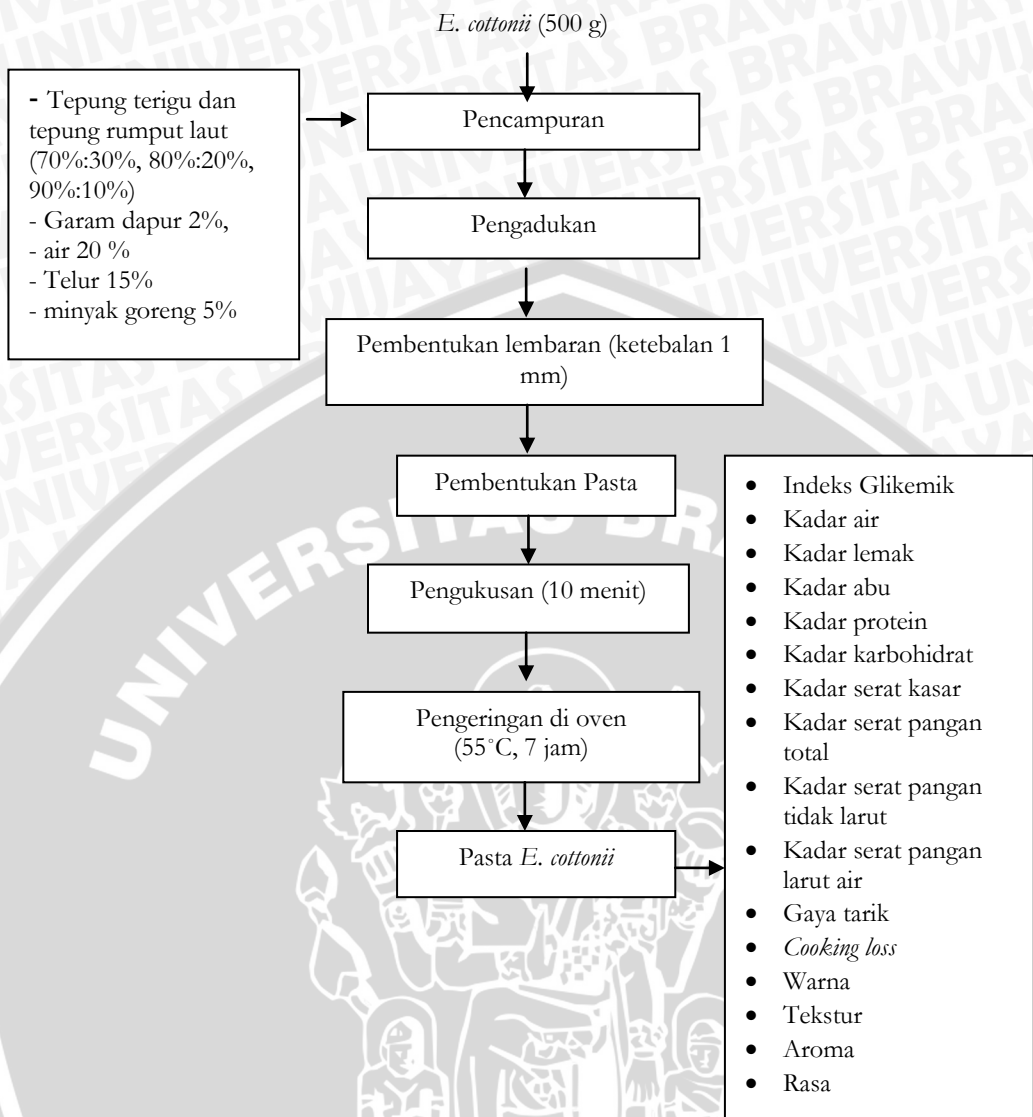 E. cottonii (500 g)
- Tepung terigu dan
tepung rumput laut
(70%:30%, 80%:20%,
90%:10%)
- Garam dapur 2%,
- air 20 %
- Telur 15%
- minyak goreng 5%
Pencampuran
Pengadukan
Pembentukan lembaran (ketebalan 1
mm)
Pembentukan Pasta
Pengukusan (10 menit)
Pengeringan di oven
(55˚C, 7 jam)
Pasta E. cottonii
• Indeks Glikemik
• Kadar air
• Kadar lemak
• Kadar abu
• Kadar protein
• Kadar karbohidrat
• Kadar serat kasar
• Kadar serat pangan
total
• Kadar serat pangan
tidak larut
• Kadar serat pangan
larut air
• Gaya tarik
• Cooking loss
• Warna
• Tekstur
• Aroma
• Rasa
UNIVERSITAS BRA